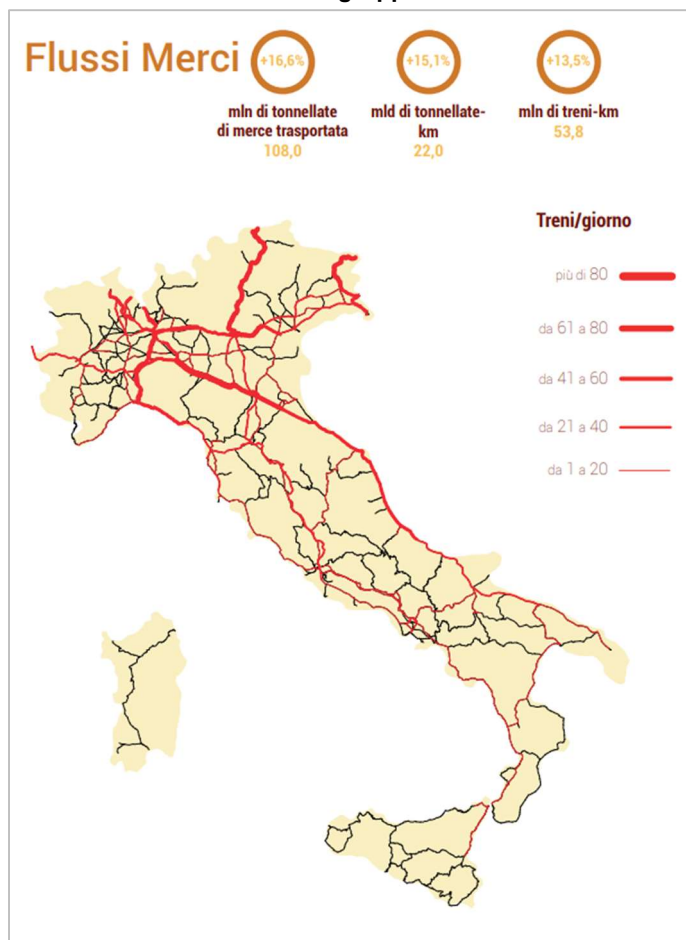 Flussi Merci
+16,6%
+15,1%
+13,5%
mln di tonnellate
di merce trasportata
108,0
mld di tonnellate-
km
22,0
mln di treni-km
53,8
Treni/giorno
più di 80
da 61 a 80
da 41 a 60
da 21 a 40
da 1 a 20